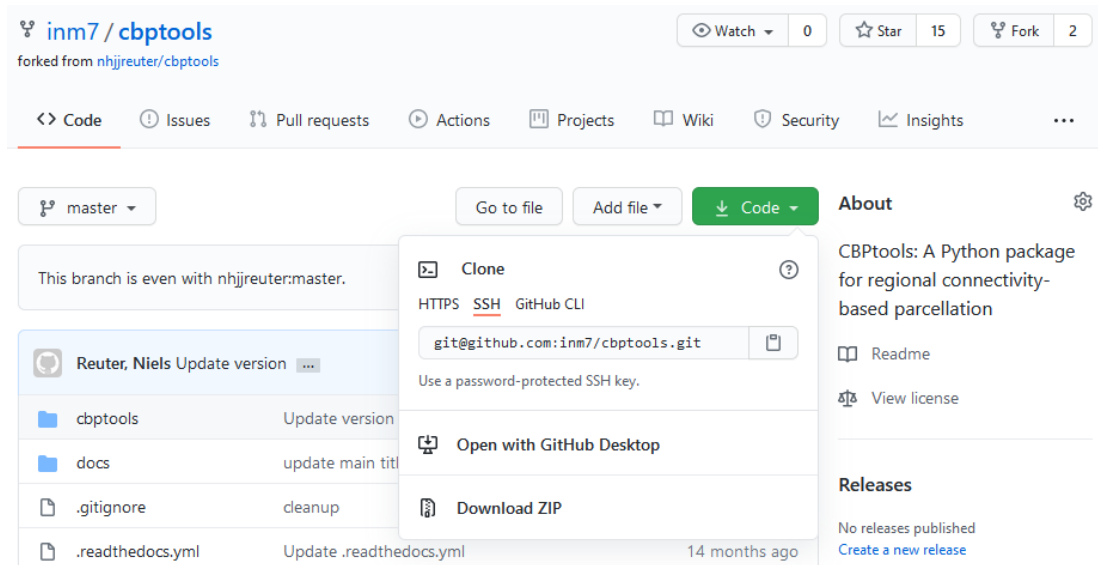 inm7 / cbptools
Watch 0
Star 15
Fork 2
forked from nhjjreuter/cbptools
Code
Issues
Pull requests
Actions
Projects
Wiki
Security
Insights
...
master
Go to file
Add file
Code
This branch is even with nhjjreuter:master.
Clone
HTTPS SSH GitHub CLI
git@github.com:inm7/cbptools.git
Use a password-protected SSH key.
Open with GitHub Desktop
Download ZIP
Reuter, Niels Update version ...
cbptools Update version
docs update main titl
.gitignore cleanup
.readthedocs.yml Update .readthedocs.yml 14 months ago
About
CBPtools: A Python package
for regional connectivity-
based parcellation
Readme
View license
Releases
No releases published
Create a new release